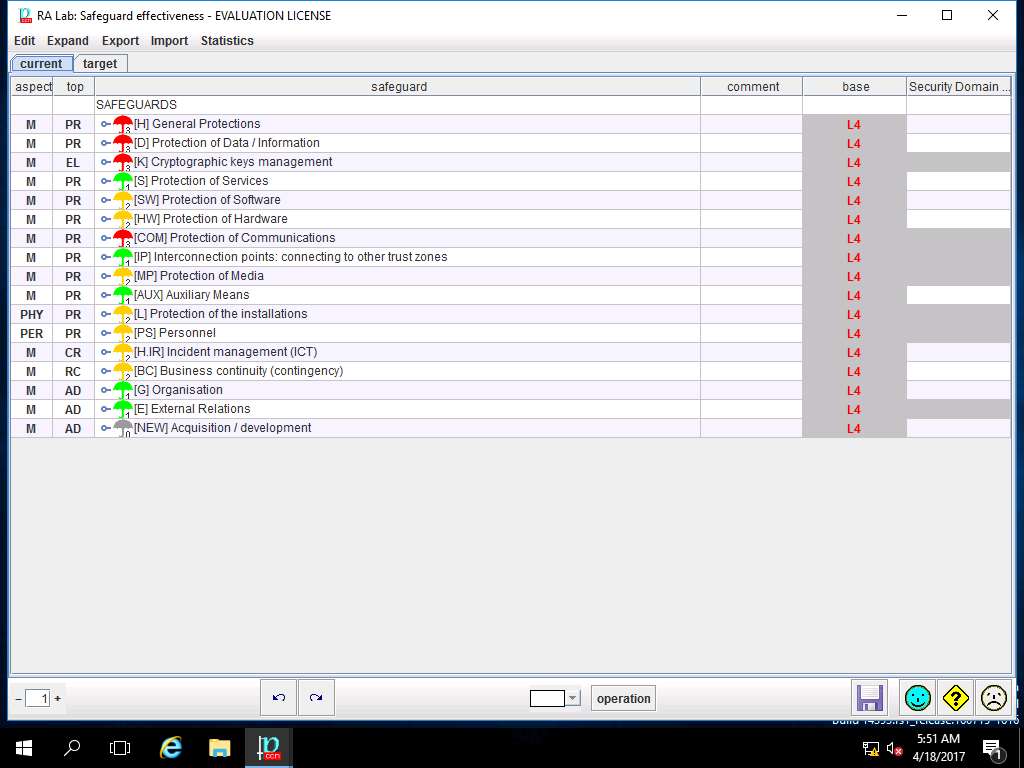 RA Lab: Safeguard effectiveness - EVALUATION LICENSE
Edit Expand Export Import Statistics
current target
aspect top safeguard comment base Security Domain ...
SAFEGUARDS
M PR 3 [H] General Protections L4
M PR 3 [D] Protection of Data / Information L4
M EL 3 [K] Cryptographic keys management L4
M PR 1 [S] Protection of Services L4
M PR 2 [SW] Protection of Software L4
M PR 2 [HW] Protection of Hardware L4
M PR 3 [COM] Protection of Communications L4
M PR 1 [IP] Interconnection points: connecting to other trust zones L4
M PR 2 [MP] Protection of Media L4
M PR 1 [AUX] Auxiliary Means L4
PHY PR 2 [L] Protection of the installations L4
PER PR 2 [PS] Personnel L4
M CR 2 [H.IR] Incident management (ICT) L4
M RC 2 [BC] Business continuity (contingency) L4
M AD 1 [G] Organisation L4
M AD 1 [E] External Relations L4
M AD 0 [NEW] Acquisition / development L4
− 1 + operation ?
5:51 AM
4/18/2017
1